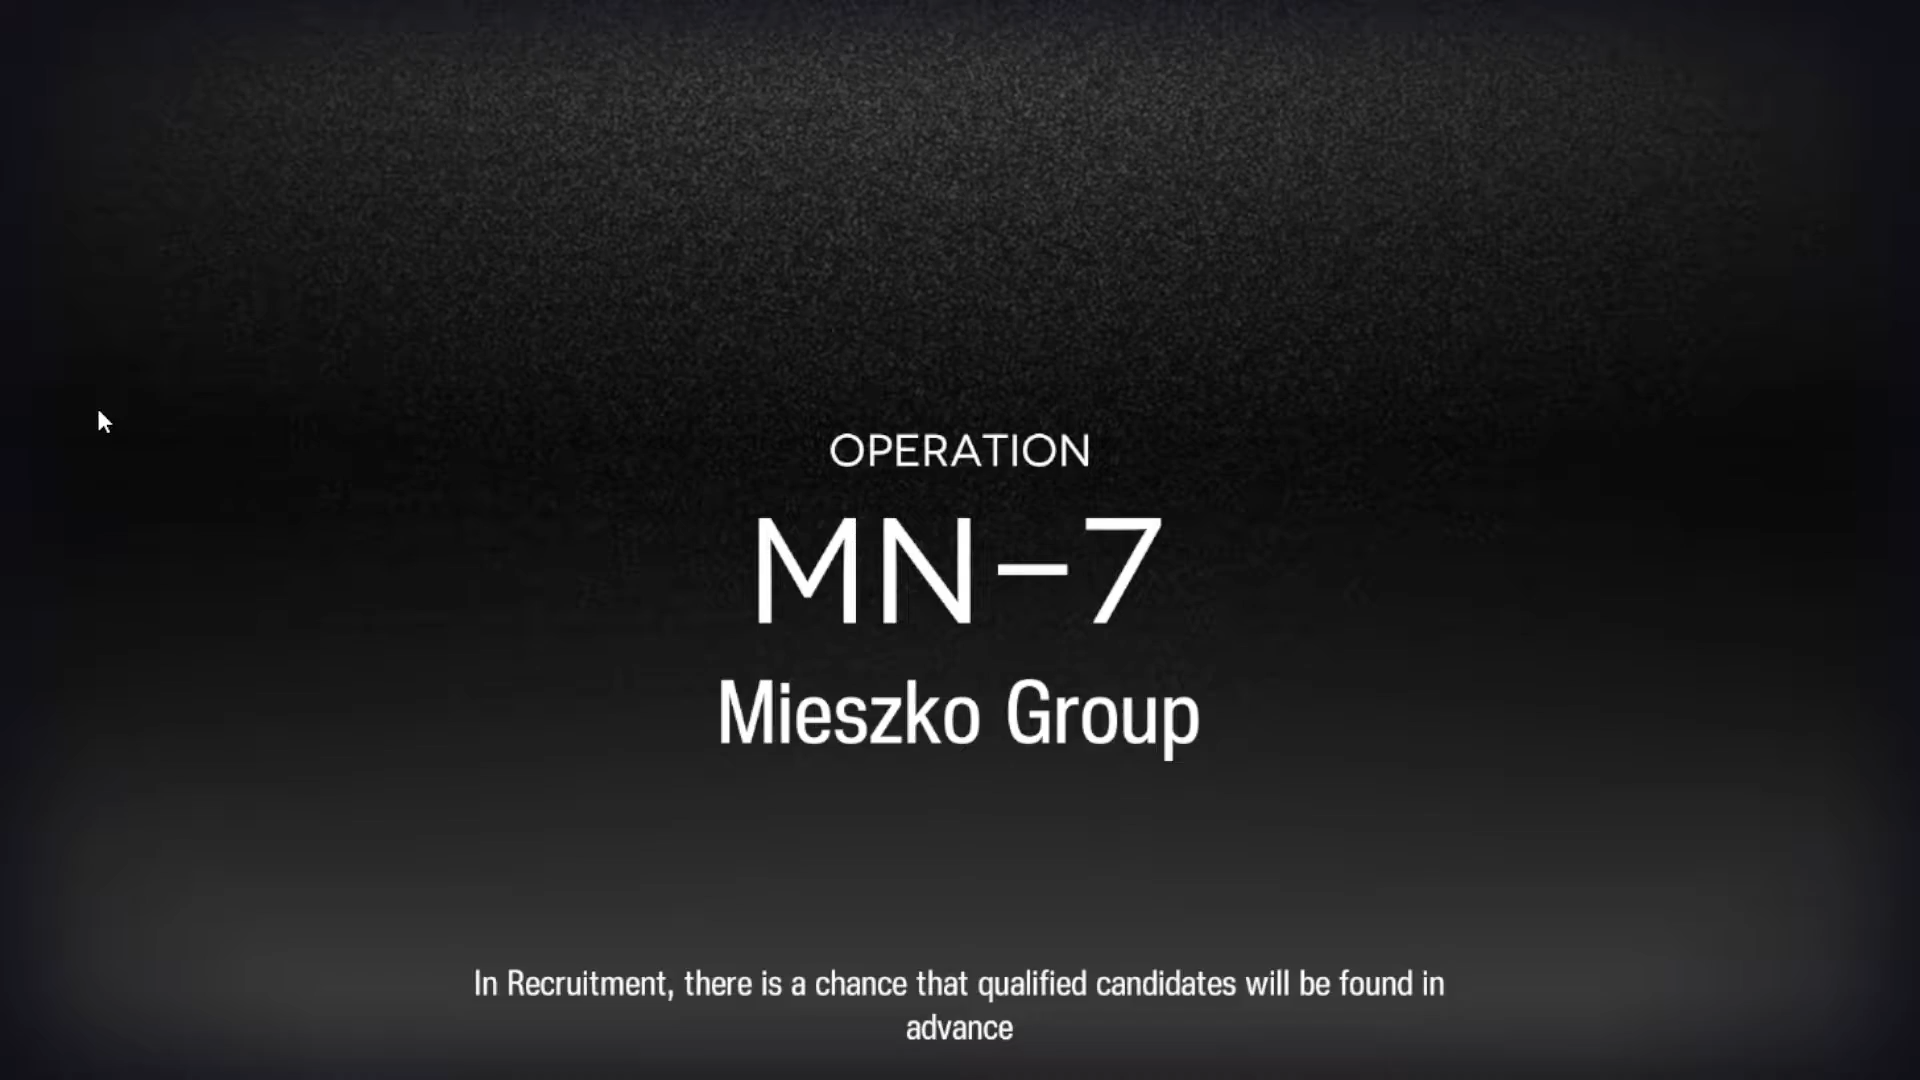 OPERATION
MN-7
Mieszko Group
In Recruitment, there is a chance that qualified candidates will be found in
advance